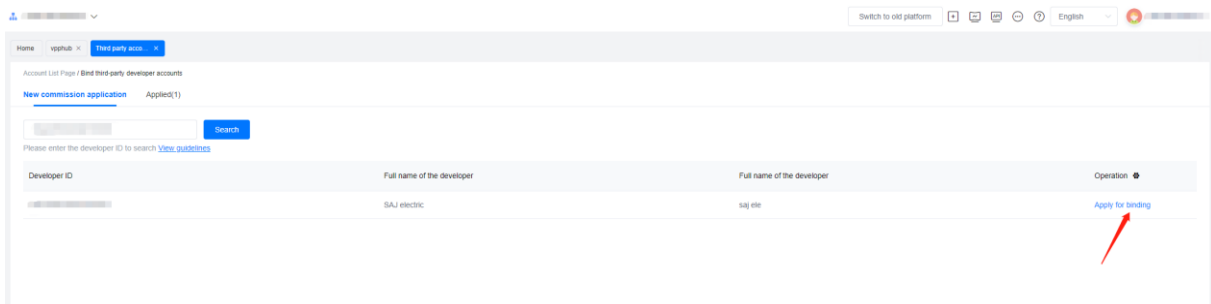 Switch to old platform English
Home vpphub × Third party acco... ×
Account List Page / Bind third-party developer accounts
New commission application Applied(1)
Search
Please enter the developer ID to search View guidelines
Developer ID Full name of the developer Full name of the developer Operation
SAJ electric saj ele Apply for binding